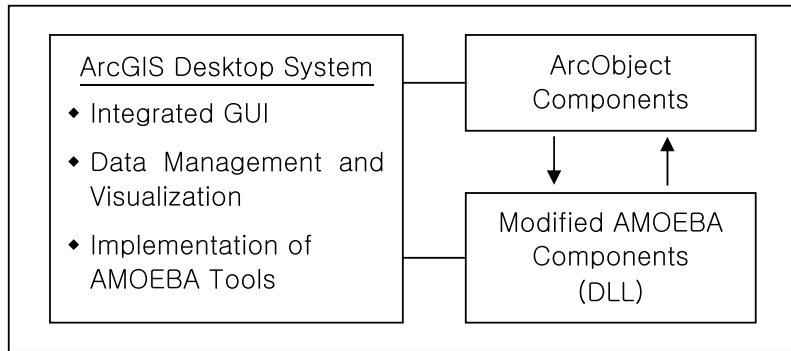 ArcGIS Desktop System
◆ Integrated GUI
◆ Data Management and
Visualization
◆ Implementation of
AMOEBA Tools
ArcObject
Components
Modified AMOEBA
Components
(DLL)